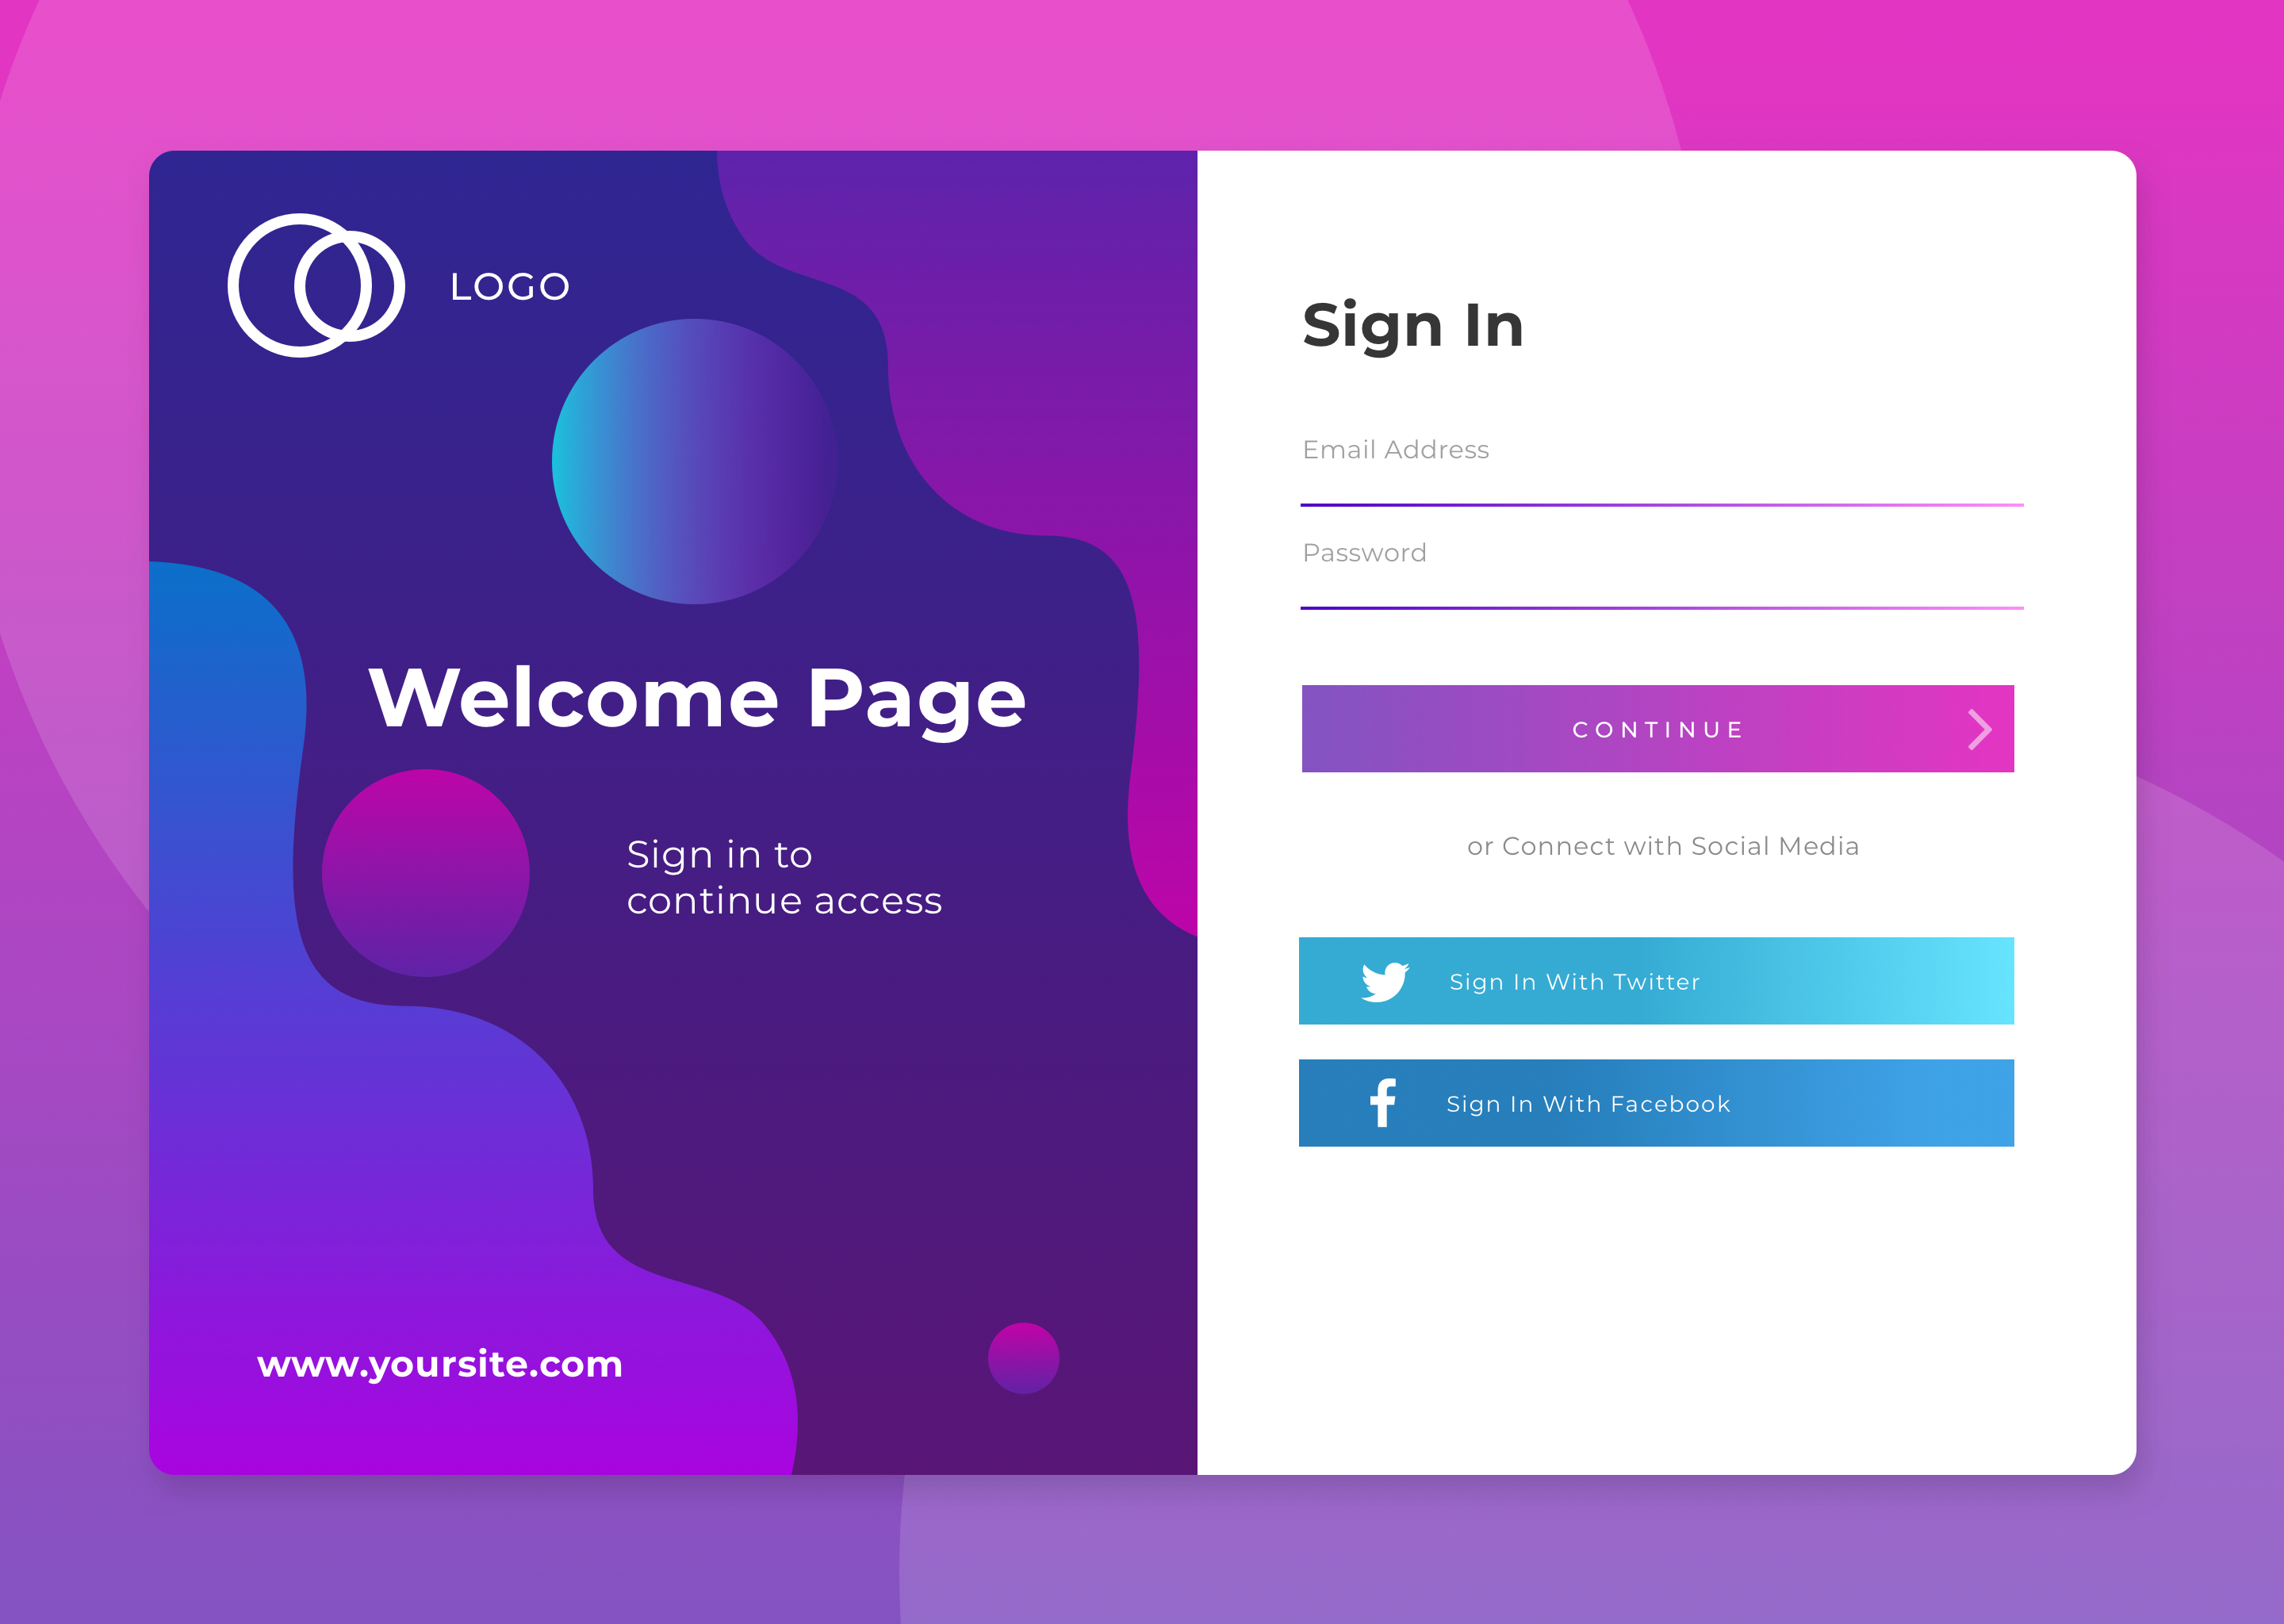 LOGO
Welcome Page
Sign in to
continue access
www.yoursite.com
Sign In
Email Address
Password
CONTINUE
or Connect with Social Media
Sign In With Twitter
Sign In With Facebook